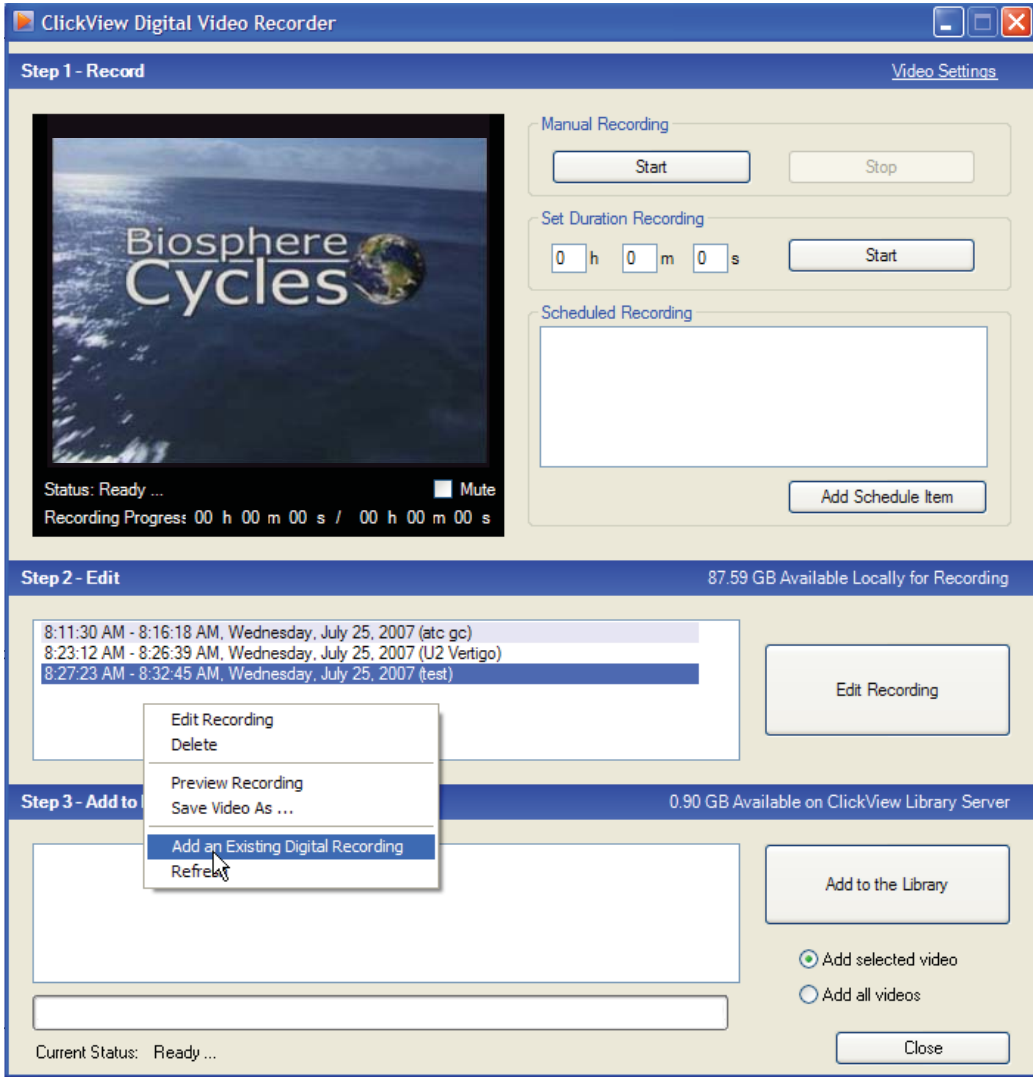 ClickView Digital Video Recorder
Step 1 - Record
Video Settings
Biosphere
Cycles
Status: Ready ...
Mute
Recording Progress 00 h 00 m 00 s / 00 h 00 m 00 s
Manual Recording
Start
Stop
Set Duration Recording
0 h 0 m 0 s
Start
Scheduled Recording
Add Schedule Item
Step 2 - Edit
87.59 GB Available Locally for Recording
8:11:30 AM - 8:16:18 AM, Wednesday, July 25, 2007 (atc gc)
8:23:12 AM - 8:26:39 AM, Wednesday, July 25, 2007 (U2 Vertigo)
8:27:23 AM - 8:32:45 AM, Wednesday, July 25, 2007 (test)
Edit Recording
Edit Recording
Delete
Preview Recording
Save Video As ...
Add an Existing Digital Recording
Refresh
Step 3 - Add to
0.90 GB Available on ClickView Library Server
Add to the Library
Add selected video
Add all videos
Current Status: Ready ...
Close